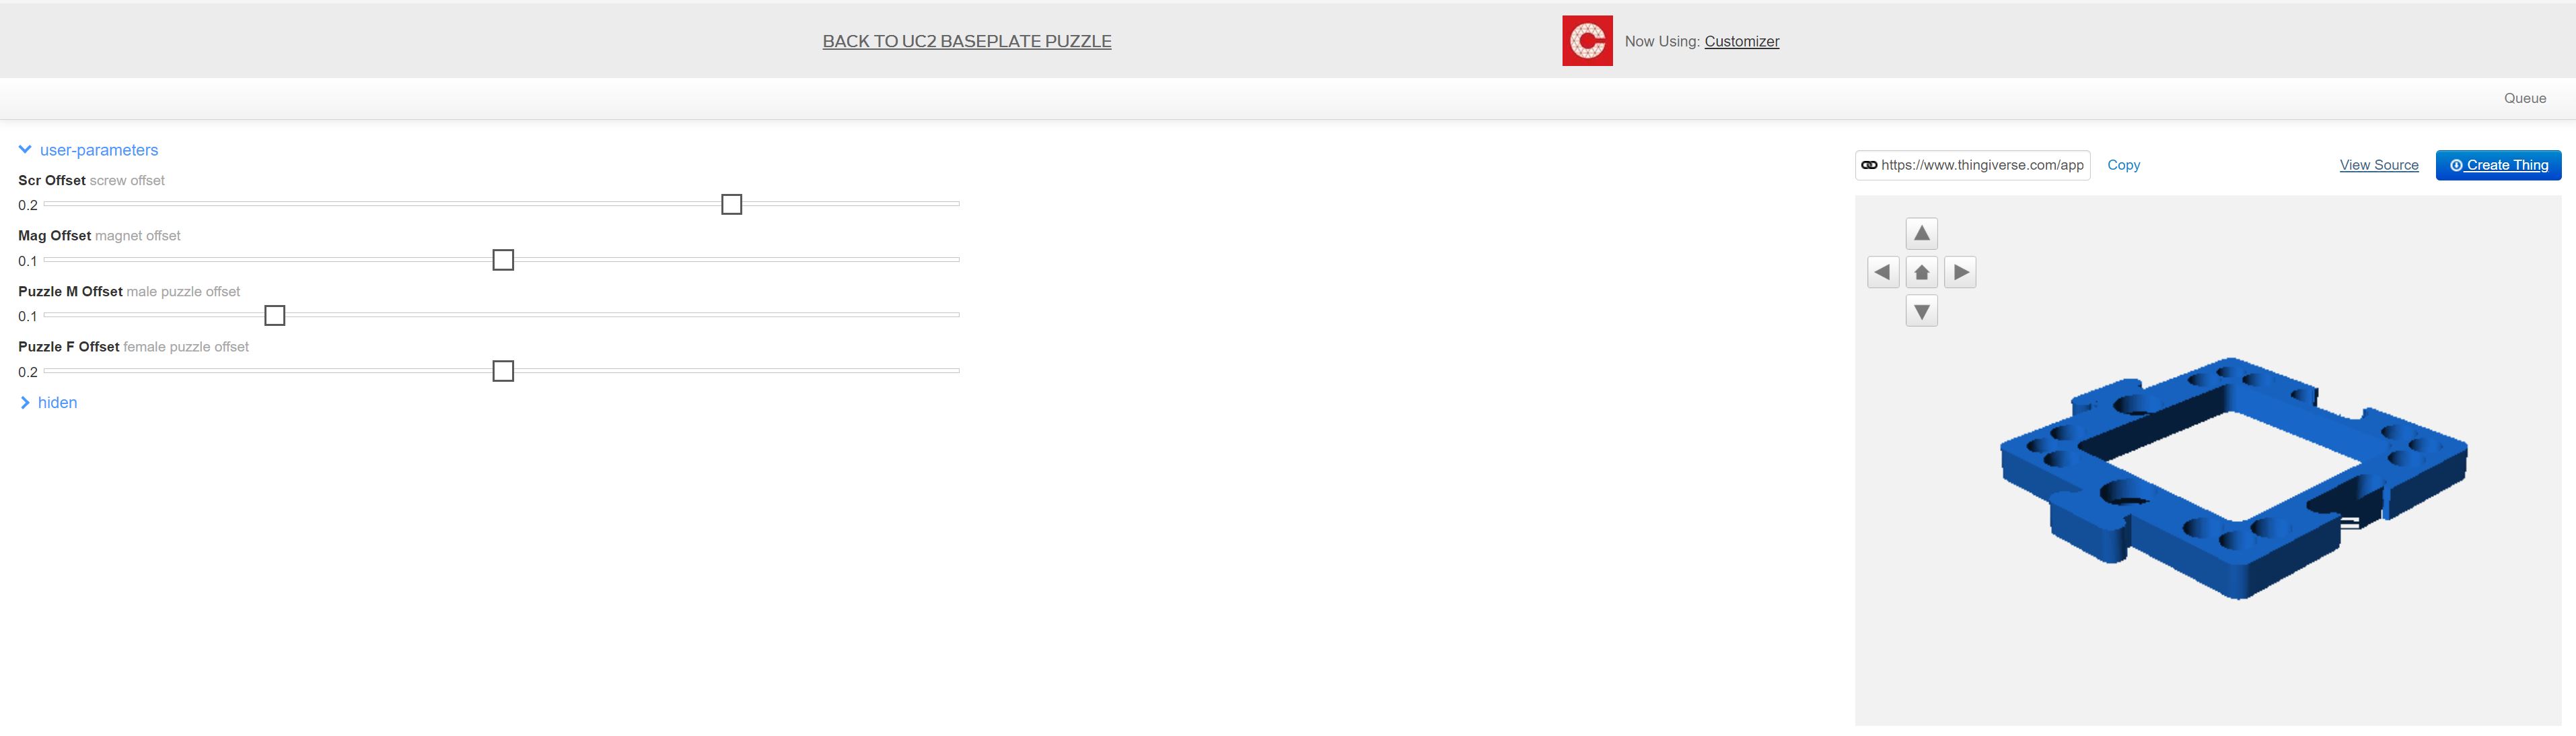 BACK TO UC2 BASEPLATE PUZZLE
Now Using: Customizer
Queue
user-parameters
Scr Offset screw offset
0.2
Mag Offset magnet offset
0.1
Puzzle M Offset male puzzle offset
0.1
Puzzle F Offset female puzzle offset
0.2
hiden
https://www.thingiverse.com/app
Copy
View Source
Create Thing